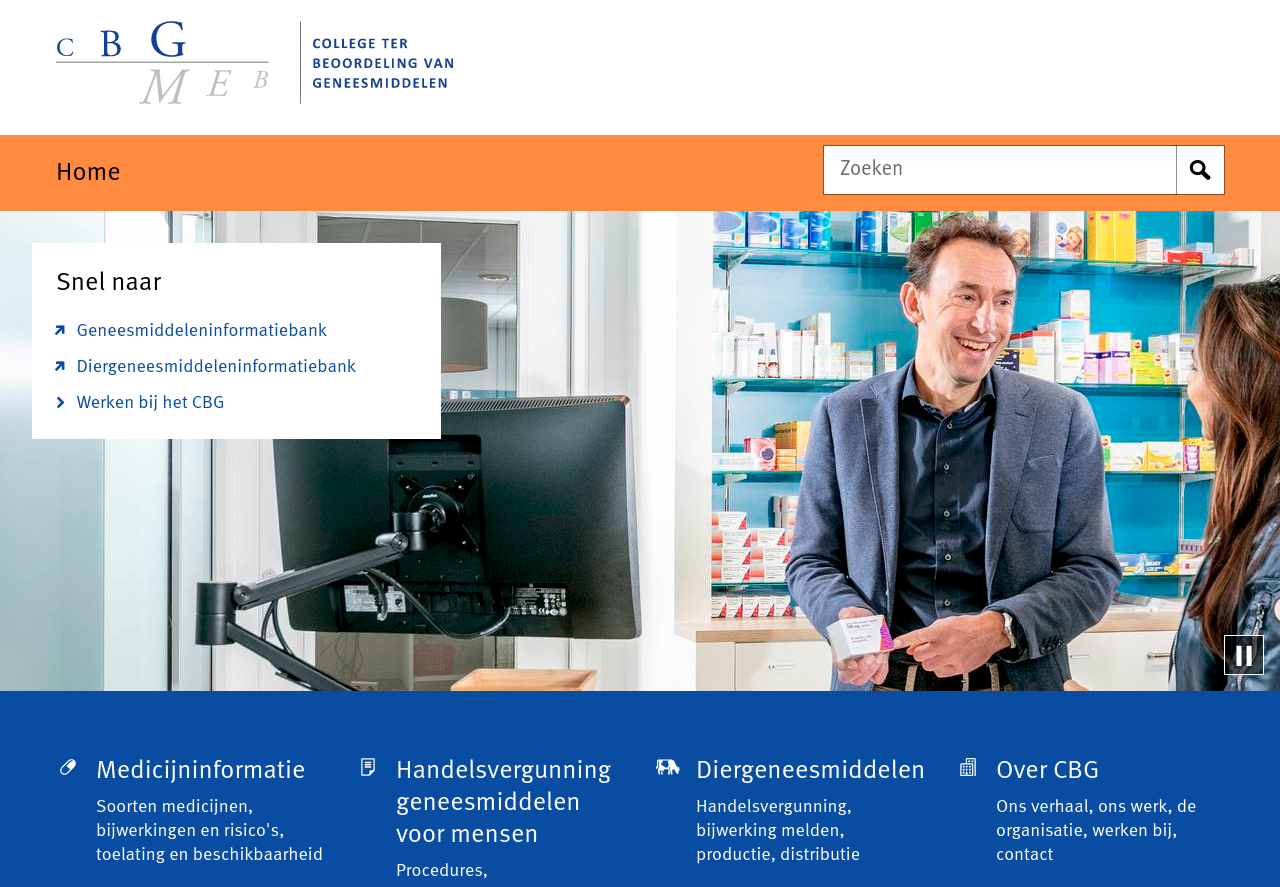 C B G
M E B
COLLEGE TER
BEOORDELING VAN
GENEESMIDDELEN
Home
Zoeken
Snel naar
Geneesmiddeleninformatiebank
Diergeneesmiddeleninformatiebank
Werken bij het CBG
Medicijninformatie
Soorten medicijnen,
bijwerkingen en risico's,
toelating en beschikbaarheid
Handelsvergunning
geneesmiddelen
voor mensen
Procedures,
Diergeneesmiddelen
Handelsvergunning,
bijwerking melden,
productie, distributie
Over CBG
Ons verhaal, ons werk, de
organisatie, werken bij,
contact